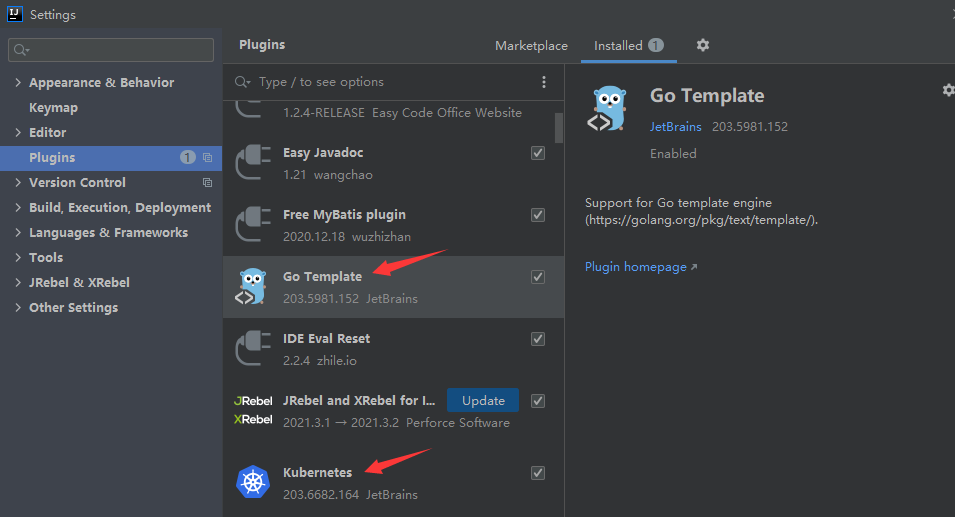 IJ
Settings
Appearance & Behavior
Keymap
Editor
Plugins 1
Version Control
Build, Execution, Deployment
Languages & Frameworks
Tools
JRebel & XRebel
Other Settings
Plugins Marketplace Installed 1
Type / to see options
1.2.4-RELEASE Easy Code Office Website
Easy Javadoc
1.21 wangchao
Free MyBatis plugin
2020.12.18 wuzhizhan
Go Template
203.5981.152 JetBrains
IDE Eval Reset
2.2.4 zhile.io
JRebel
XRebel
JRebel and XRebel for I... Update
2021.3.1 → 2021.3.2 Perforce Software
Kubernetes
203.6682.164 JetBrains
Go Template
JetBrains 203.5981.152
Enabled
Support for Go template engine
(https://golang.org/pkg/text/template/).
Plugin homepage ↗